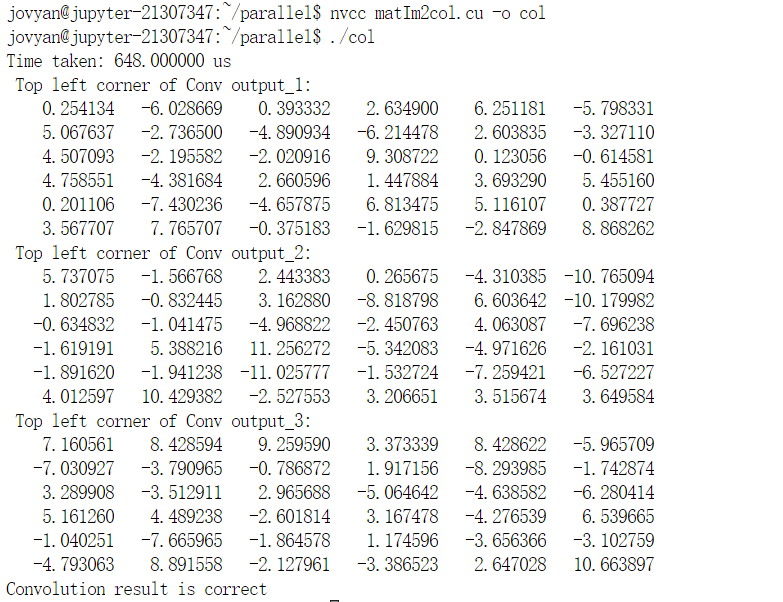 jovyan@jupyter-21307347:~/parallel$ nvcc matIm2col.cu -o col
jovyan@jupyter-21307347:~/parallel$ ./col
Time taken: 648.000000 us
Top left corner of Conv output_1:
0.254134 -6.028669 0.393332 2.634900 6.251181 -5.798331
5.067637 -2.736500 -4.890934 -6.214478 2.603835 -3.327110
4.507093 -2.195582 -2.020916 9.308722 0.123056 -0.614581
4.758551 -4.381684 2.660596 1.447884 3.693290 5.455160
0.201106 -7.430236 -4.657875 6.813475 5.116107 0.387727
3.567707 7.765707 -0.375183 -1.629815 -2.847869 8.868262
Top left corner of Conv output_2:
5.737075 -1.566768 2.443383 0.265675 -4.310385 -10.765094
1.802785 -0.832445 3.162880 -8.818798 6.603642 -10.179982
-0.634832 -1.041475 -4.968822 -2.450763 4.063087 -7.696238
-1.619191 5.388216 11.256272 -5.342083 -4.971626 -2.161031
-1.891620 -1.941238 -11.025777 -1.532724 -7.259421 -6.527227
4.012597 10.429382 -2.527553 3.206651 3.515674 3.649584
Top left corner of Conv output_3:
7.160561 8.428594 9.259590 3.373339 8.428622 -5.965709
-7.030927 -3.790965 -0.786872 1.917156 -8.293985 -1.742874
3.289908 -3.512911 2.965688 -5.064642 -4.638582 -6.280414
5.161260 4.489238 -2.601814 3.167478 -4.276539 6.539665
-1.040251 -7.665965 -1.864578 1.174596 -3.656366 -3.102759
-4.793063 8.891558 -2.127961 -3.386523 2.647028 10.663897
Convolution result is correct